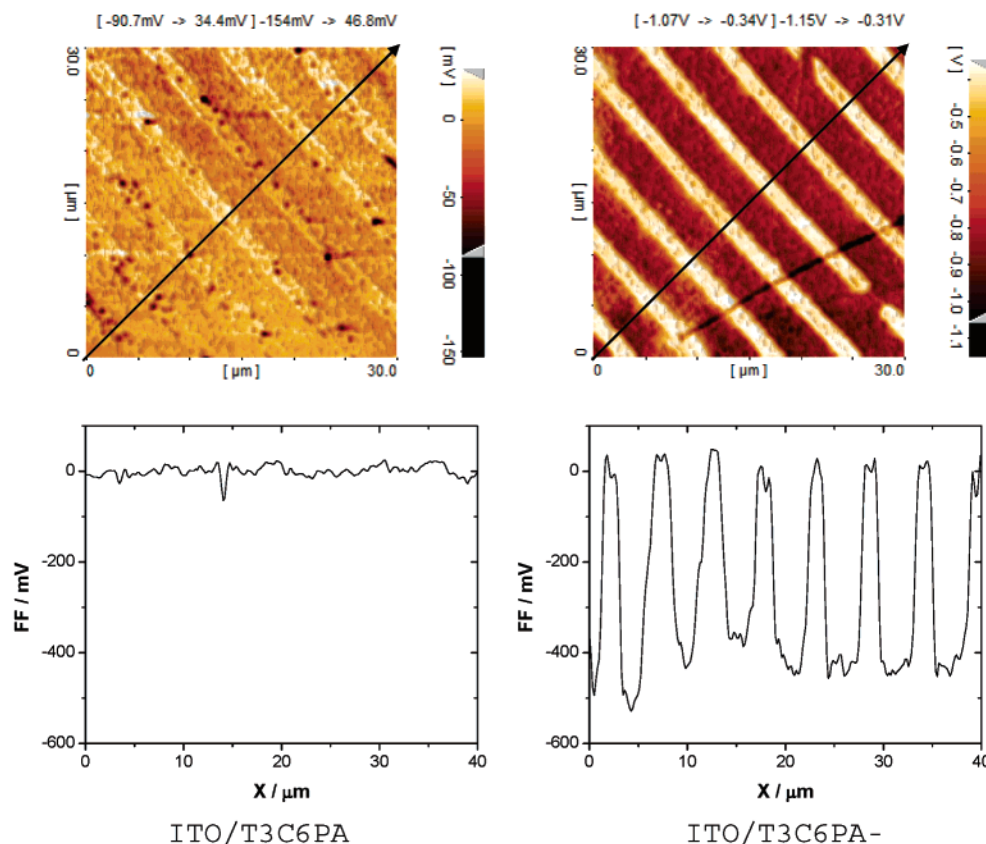 [ -90.7mV -> 34.4mV ] -154mV -> 46.8mV
[ -1.07V -> -0.34V ] -1.15V -> -0.31V
30.0
[ µm ]
0
0
[ µm ]
30.0
[ mV ]
0
-50
-100
-150
30.0
[ µm ]
0
0
[ µm ]
30.0
[ V ]
-0.5
-0.6
-0.7
-0.8
-0.9
-1.0
-1.1
FF / mV
0
-200
-400
-600
0
10
20
30
40
X / µm
FF / mV
0
-200
-400
-600
0
10
20
30
40
X / µm
ITO/T3C6PA
ITO/T3C6PA-